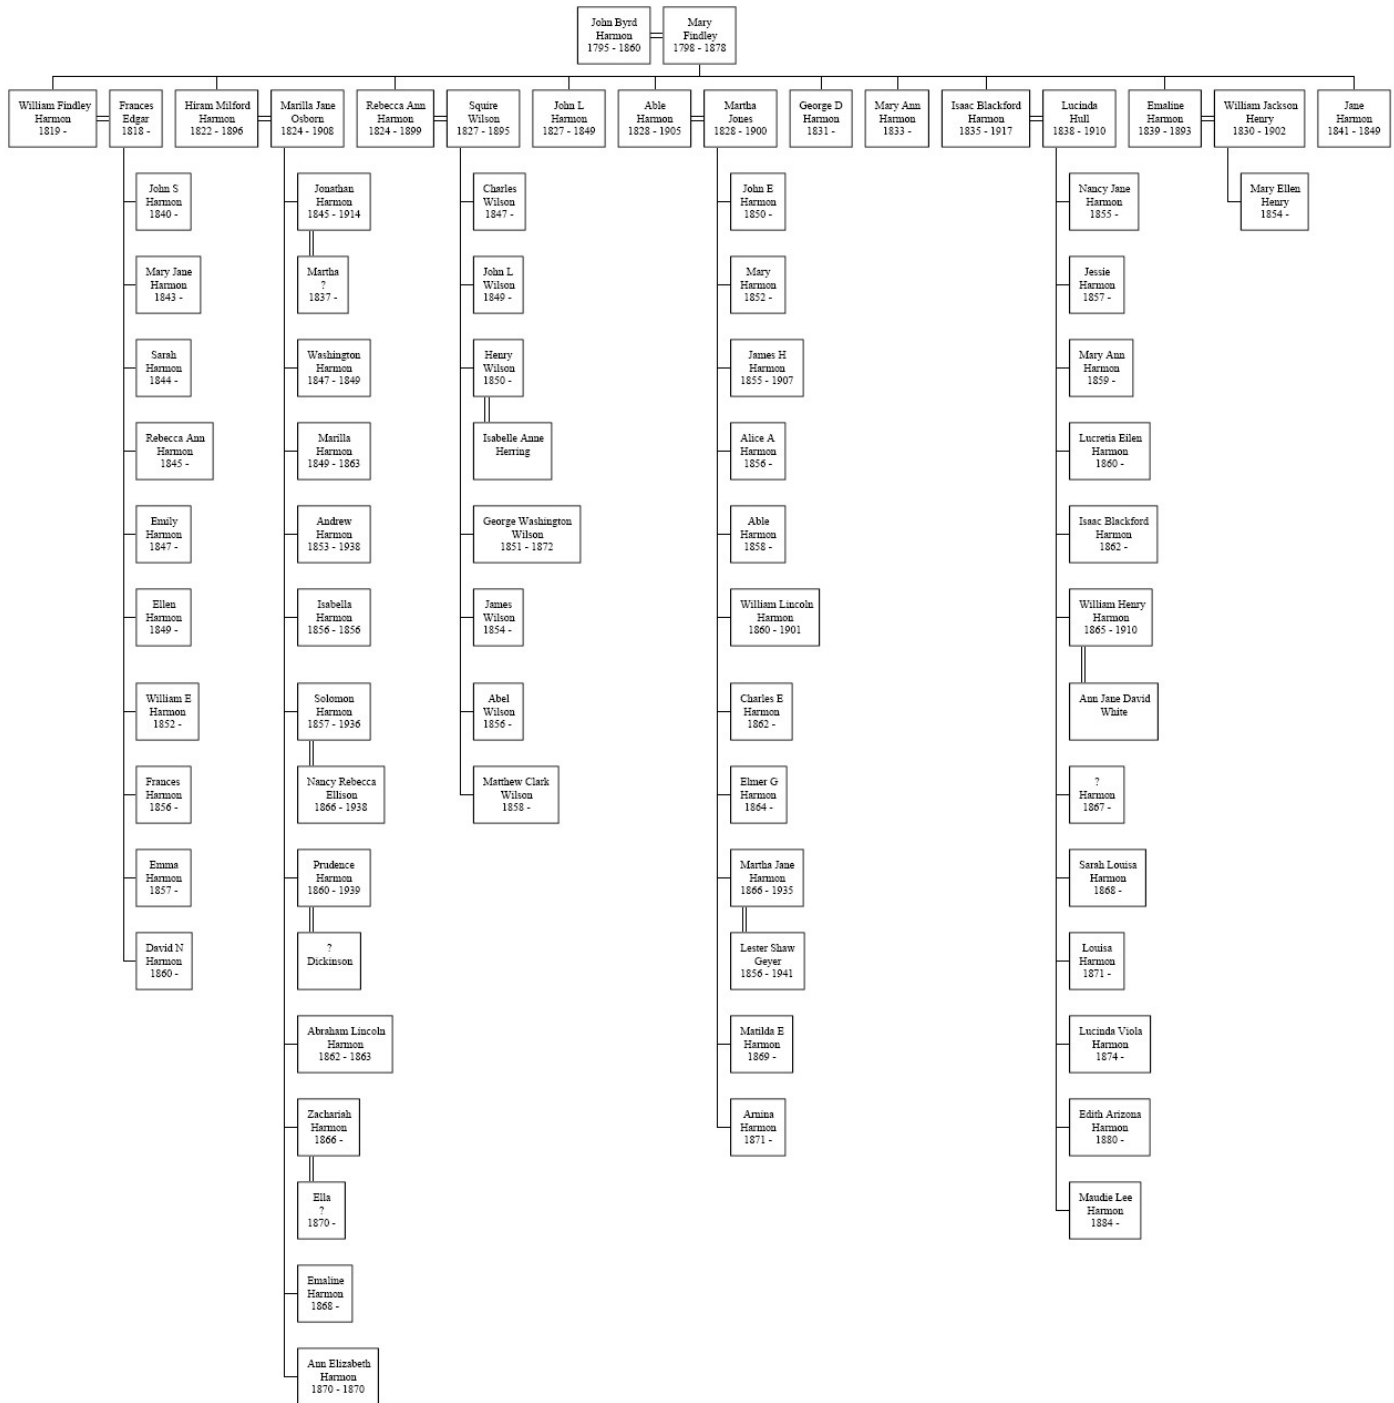 John Byrd
Harmon
1795 - 1860
Mary
Findley
1798 - 1878
William Findley
Harmon
1819 -
Frances
Edgar
1818 -
Hiram Milford
Harmon
1822 - 1896
Marilla Jane
Osborn
1824 - 1908
Rebecca Ann
Harmon
1824 - 1899
Squire
Wilson
1827 - 1895
John L
Harmon
1827 - 1849
Able
Harmon
1828 - 1905
Martha
Jones
1828 - 1900
George D
Harmon
1831 -
Mary Ann
Harmon
1833 -
Isaac Blackford
Harmon
1835 - 1917
Lucinda
Hull
1838 - 1910
Emaline
Harmon
1839 - 1893
William Jackson
Henry
1830 - 1902
Jane
Harmon
1841 - 1849
John S
Harmon
1840 -
Mary Jane
Harmon
1843 -
Sarah
Harmon
1844 -
Rebecca Ann
Harmon
1845 -
Emily
Harmon
1847 -
Ellen
Harmon
1849 -
William E
Harmon
1852 -
Frances
Harmon
1856 -
Emma
Harmon
1857 -
David N
Harmon
1860 -
Jonathan
Harmon
1845 - 1914
Martha
?
1837 -
Washington
Harmon
1847 - 1849
Marilla
Harmon
1849 - 1863
Andrew
Harmon
1853 - 1938
Isabella
Harmon
1856 - 1856
Solomon
Harmon
1857 - 1936
Nancy Rebecca
Ellison
1866 - 1938
Prudence
Harmon
1860 - 1939
?
Dickinson
Abraham Lincoln
Harmon
1862 - 1863
Zachariah
Harmon
1866 -
Ella
?
1870 -
Emaline
Harmon
1868 -
Ann Elizabeth
Harmon
1870 - 1870
Charles
Wilson
1847 -
John L
Wilson
1849 -
Henry
Wilson
1850 -
Isabelle Anne
Herring
George Washington
Wilson
1851 - 1872
James
Wilson
1854 -
Abel
Wilson
1856 -
Matthew Clark
Wilson
1858 -
John E
Harmon
1850 -
Mary
Harmon
1852 -
James H
Harmon
1855 - 1907
Alice A
Harmon
1856 -
Able
Harmon
1858 -
William Lincoln
Harmon
1860 - 1901
Charles E
Harmon
1862 -
Elmer G
Harmon
1864 -
Martha Jane
Harmon
1866 - 1935
Lester Shaw
Geyer
1856 - 1941
Matilda E
Harmon
1869 -
Arnina
Harmon
1871 -
Nancy Jane
Harmon
1855 -
Jessie
Harmon
1857 -
Mary Ann
Harmon
1859 -
Lucretia Eilen
Harmon
1860 -
Isaac Blackford
Harmon
1862 -
William Henry
Harmon
1865 - 1910
Ann Jane David
White
?
Harmon
1867 -
Sarah Louisa
Harmon
1868 -
Louisa
Harmon
1871 -
Lucinda Viola
Harmon
1874 -
Edith Arizona
Harmon
1880 -
Maudie Lee
Harmon
1884 -
Mary Ellen
Henry
1854 -